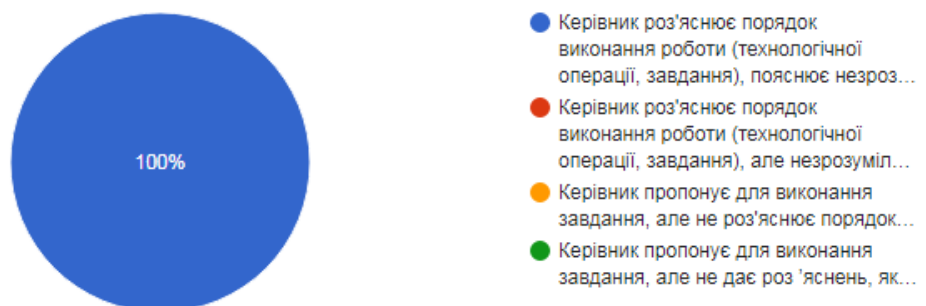 100%
Керівник роз'яснює порядок
виконання роботи (технологічної
операції, завдання), пояснює незроз…
Керівник роз'яснює порядок
виконання роботи (технологічної
операції, завдання), але незрозуміл…
Керівник пропонує для виконання
завдання, але не роз'яснює порядок…
Керівник пропонує для виконання
завдання, але не дає роз 'яснень, як…